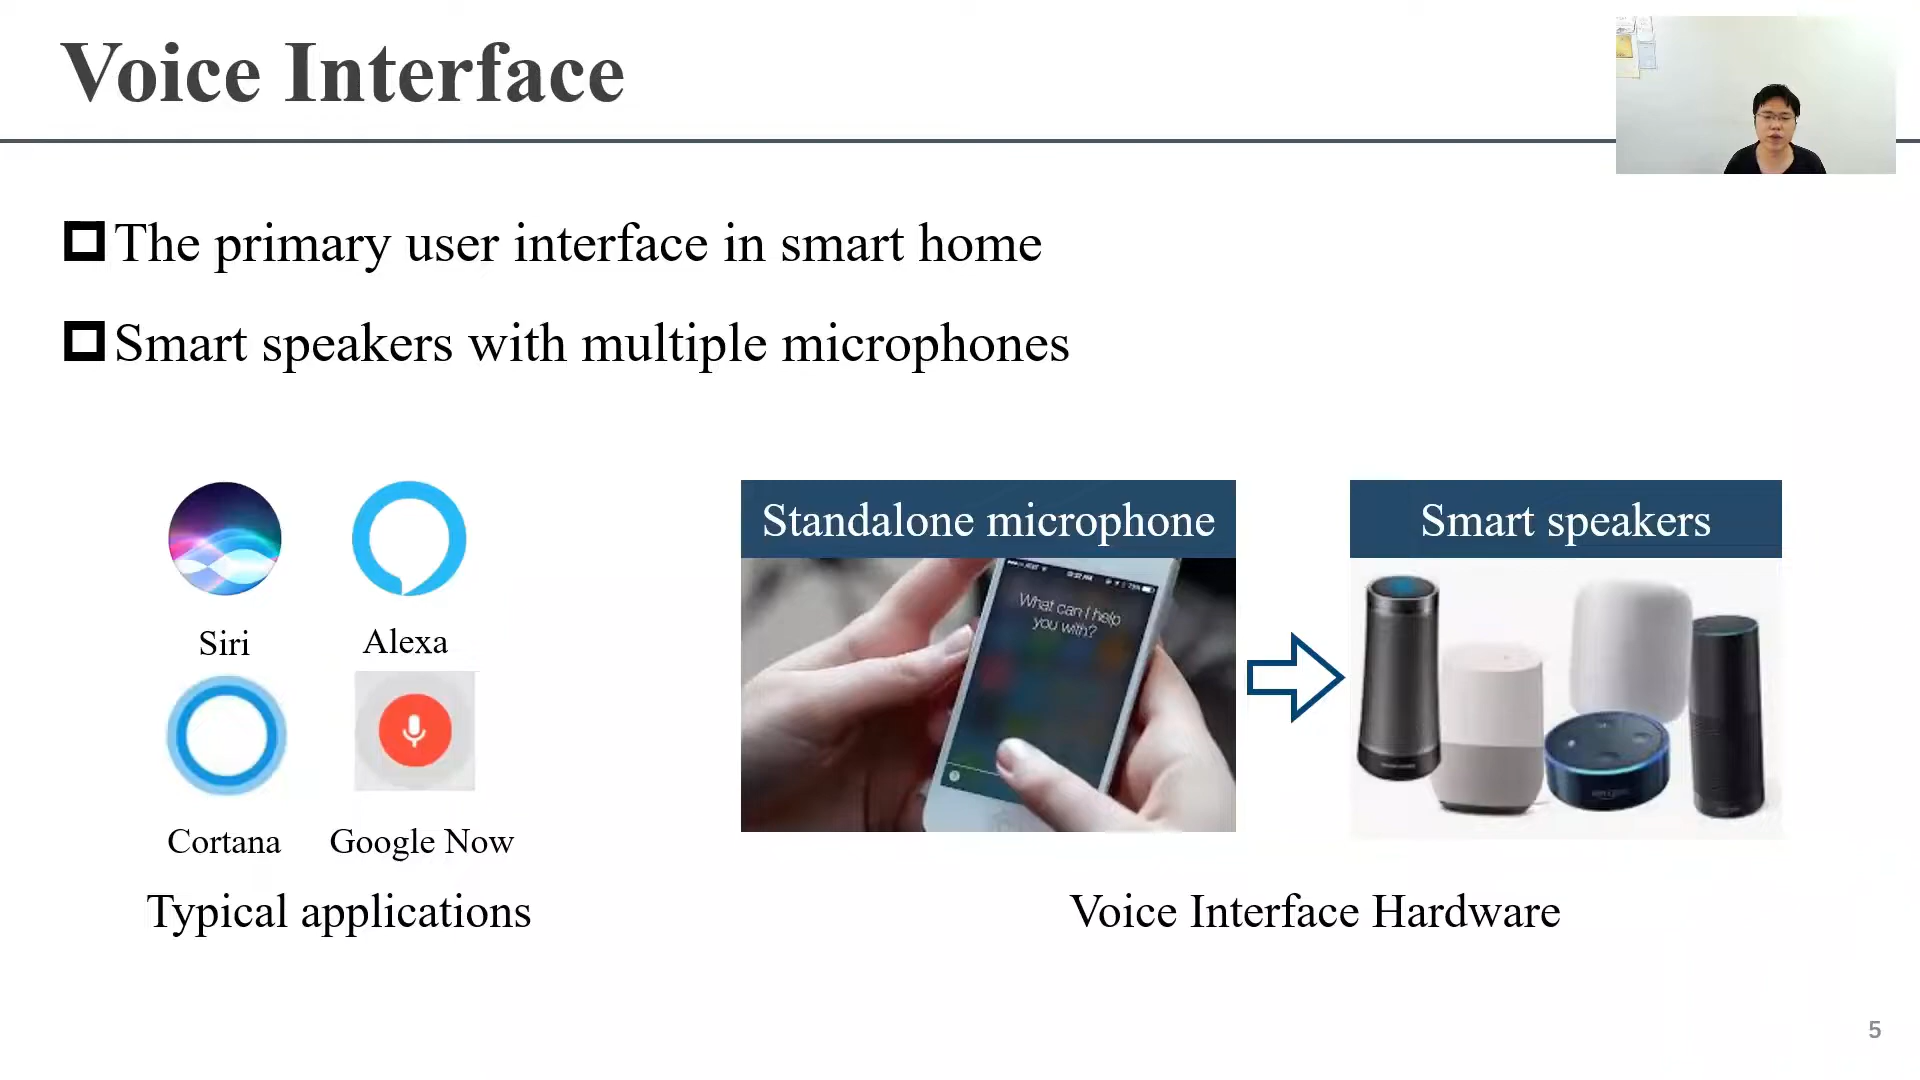 Voice Interface
The primary user interface in smart home
Smart speakers with multiple microphones
Siri
Alexa
Cortana
Google Now
Typical applications
Standalone microphone
What can I help
you with?
Smart speakers
Voice Interface Hardware
5